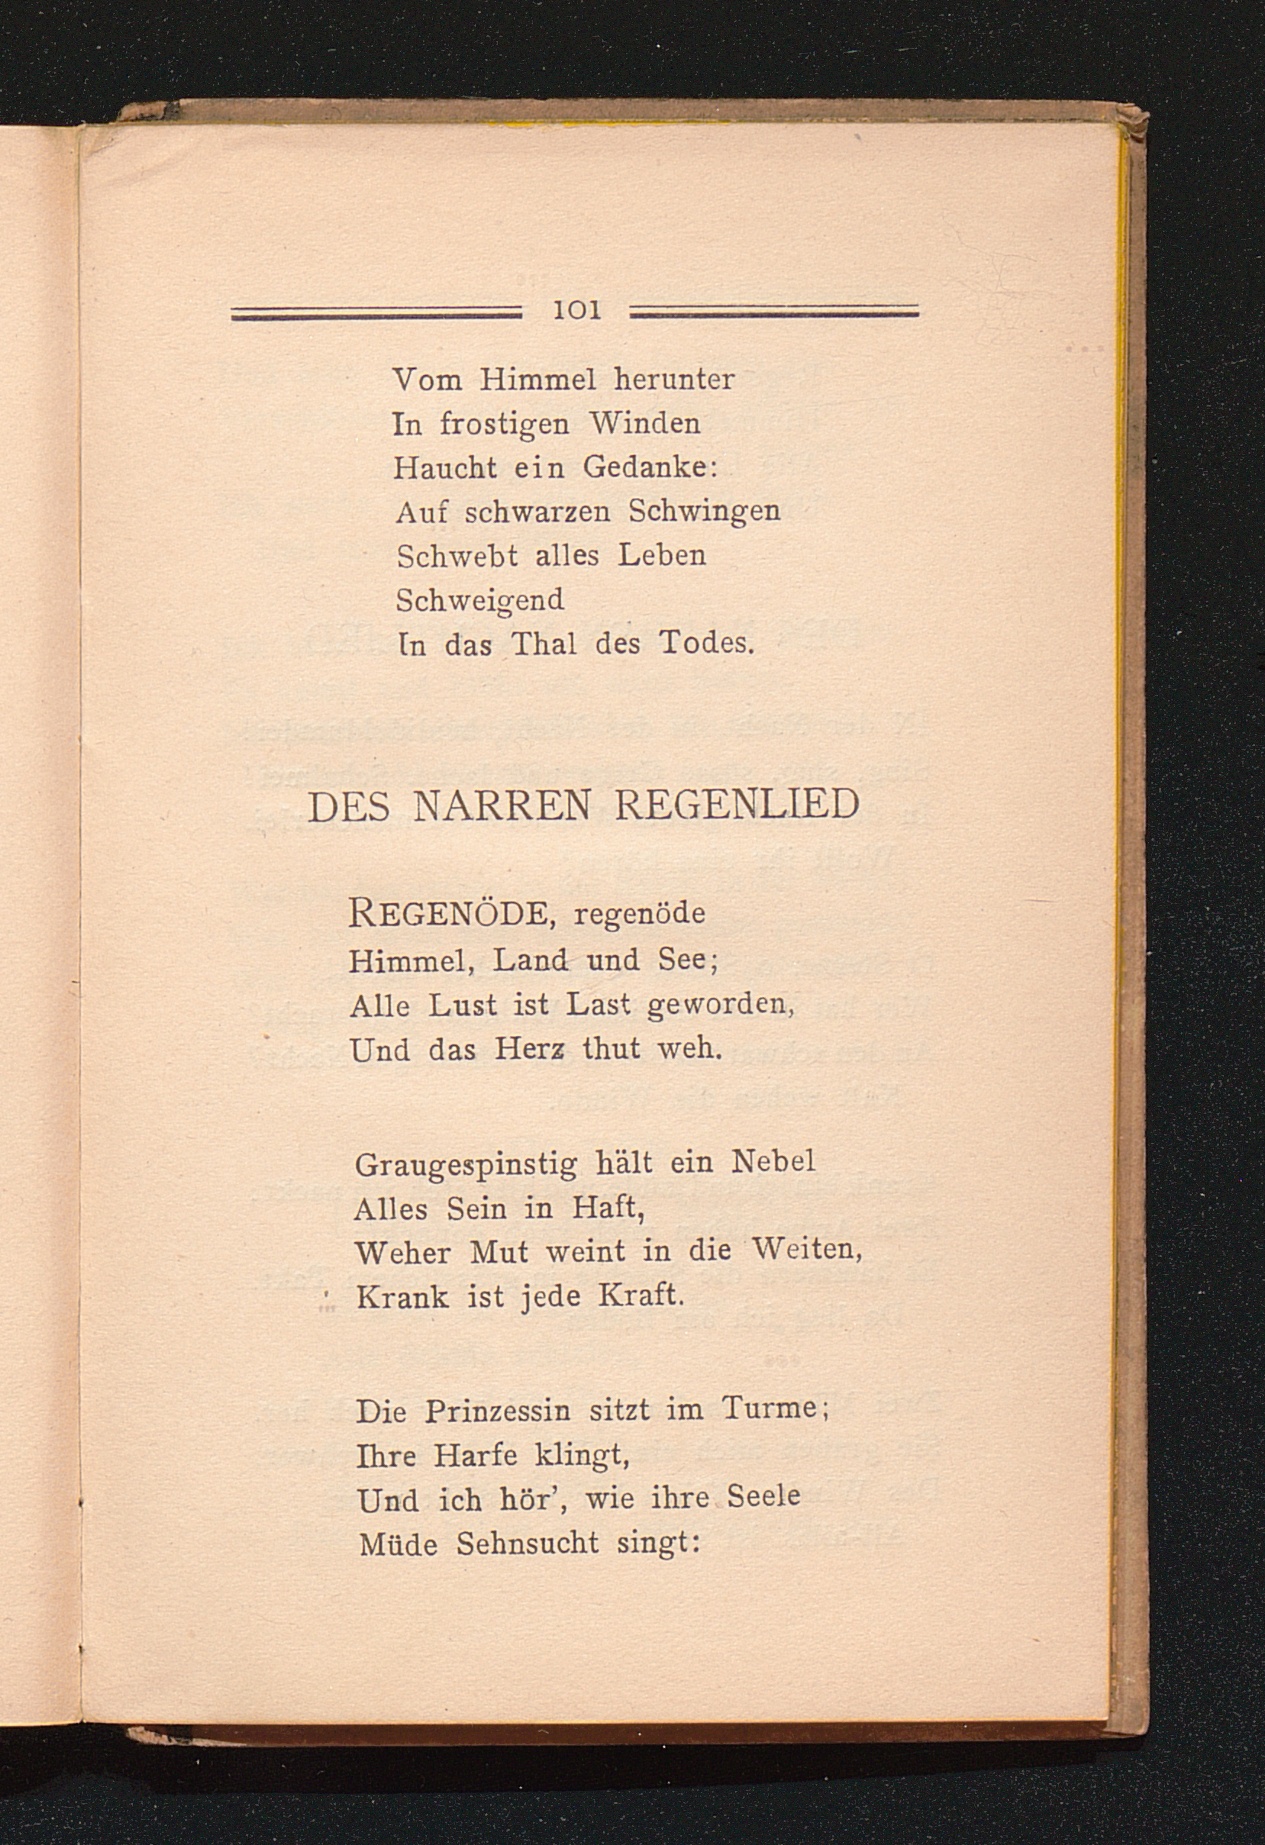 101
Vom Himmel herunter
In frostigen Winden
Haucht ein Gedanke:
Auf schwarzen Schwingen
Schwebt alles Leben
Schweigend
In das Thal des Todes.
DES NARREN REGENLIED
REGENÖDE, regenöde
Himmel, Land und See;
Alle Lust ist Last geworden,
Und das Herz thut weh.
Graugespinstig hält ein Nebel
Alles Sein in Haft,
Weher Mut weint in die Weiten,
Krank ist jede Kraft.
Die Prinzessin sitzt im Turme;
Ihre Harfe klingt,
Und ich hör’, wie ihre Seele
Müde Sehnsucht singt: